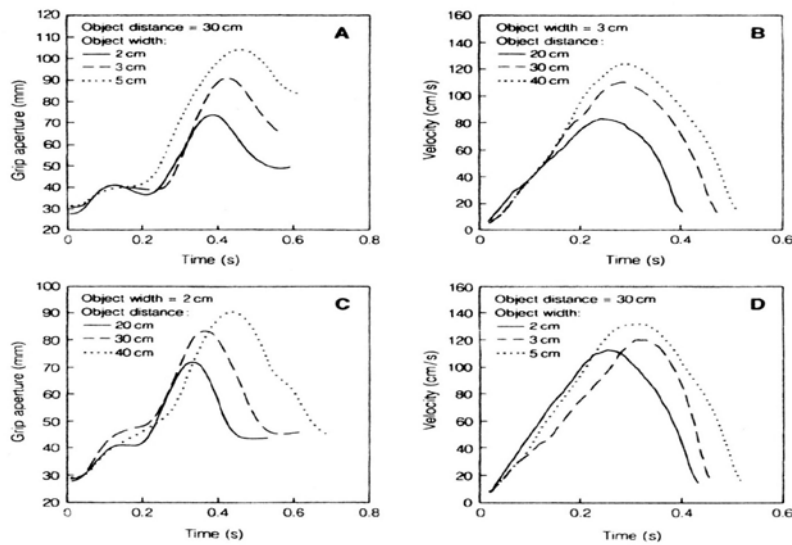 A
Object distance = 30 cm
Object width:
2 cm
3 cm
5 cm
Grip aperture (mm)
120
110
100
90
80
70
60
50
40
30
20
0
0.2
0.4
0.6
0.8
Time (s)
B
Object width = 3 cm
Object distance:
20 cm
30 cm
40 cm
Velocity (cm/s)
160
140
120
100
80
60
40
20
0
0
0.2
0.4
0.6
Time (s)
C
Object width = 2 cm
Object distance:
20 cm
30 cm
40 cm
Grip aperture (mm)
100
90
80
70
60
50
40
30
20
0
0.2
0.4
0.6
0.8
Time (s)
D
Object distance = 30 cm
Object width:
2 cm
3 cm
5 cm
Velocity (cm/s)
160
140
120
100
80
60
40
20
0
0
0.2
0.4
0.6
Time (s)